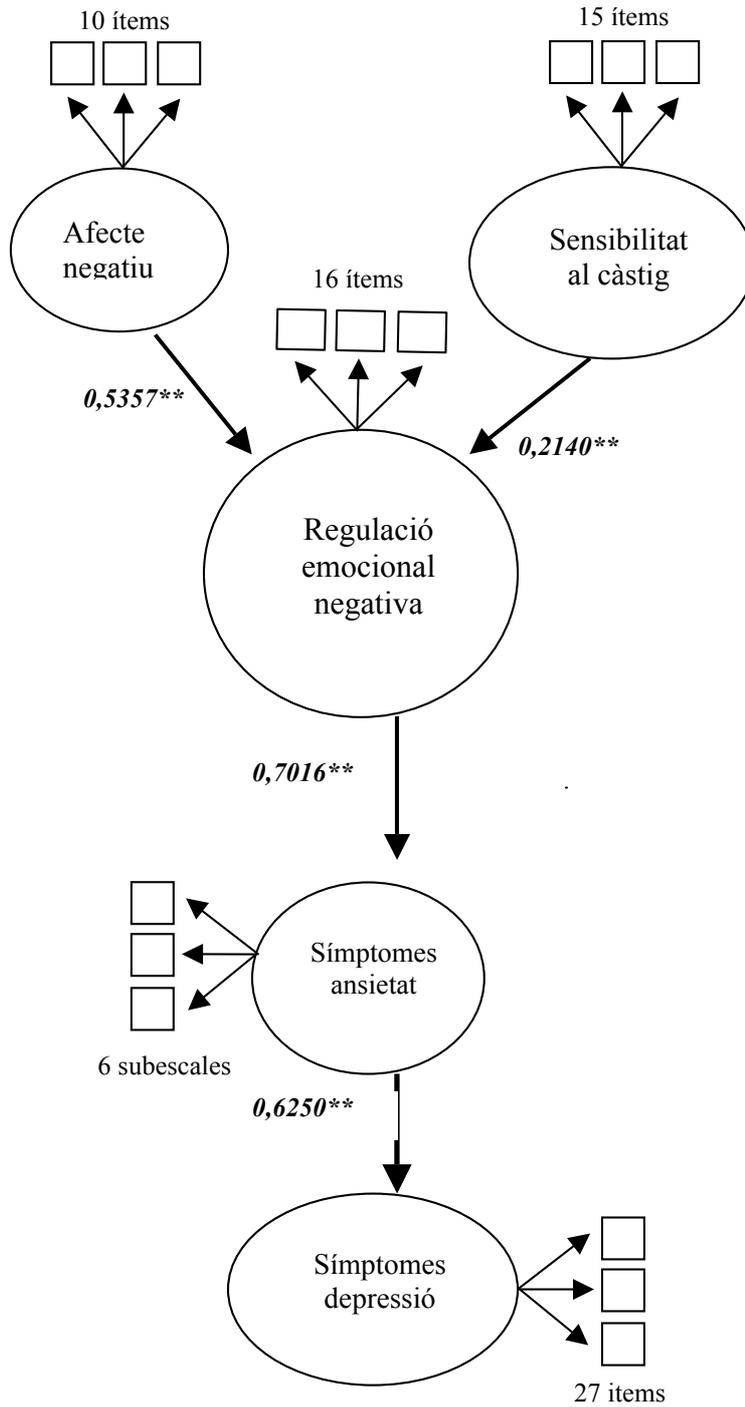 10 ítems
15 ítems
Afecte
negatiu
Sensibilitat
al càstig
16 ítems
0,5357**
0,2140**
Regulació
emocional
negativa
0,7016**
.
Símptomes
ansietat
6 subescales
0,6250**
Símptomes
depressió
27 items